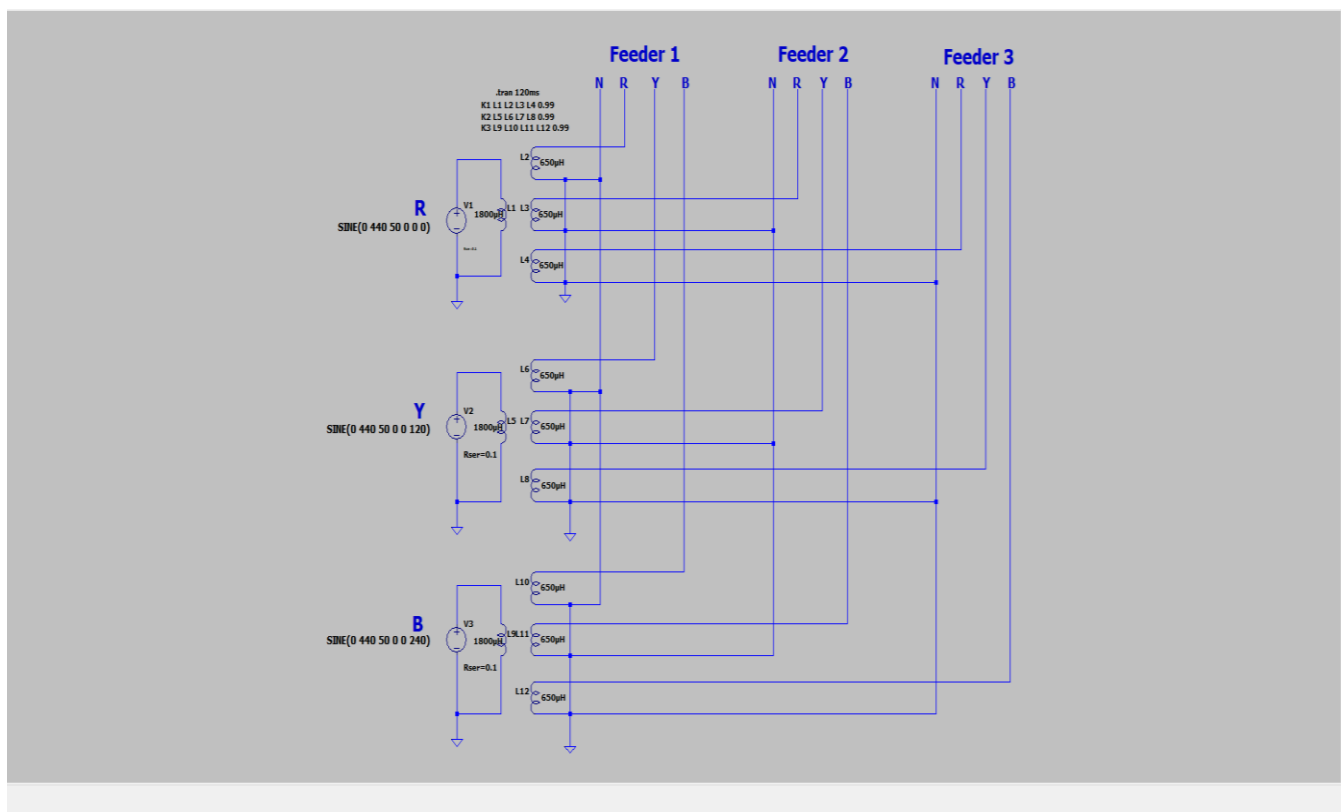 Feeder 1
Feeder 2
Feeder 3
N R Y B
N R Y B
N R Y B
.tran 120ms
K1 L1 L2 L3 L4 0.99
K2 L5 L6 L7 L8 0.99
K3 L9 L10 L11 L12 0.99
L2
650µH
R
SINE(0 440 50 0 0 0)
V1
1800µH
L1
L3
650µH
L4
650µH
L6
650µH
Y
SINE(0 440 50 0 0 120)
V2
1800µH
Rser=0.1
L5
L7
650µH
L8
650µH
L10
650µH
B
SINE(0 440 50 0 0 240)
V3
1800µH
Rser=0.1
L9
L11
650µH
L12
650µH